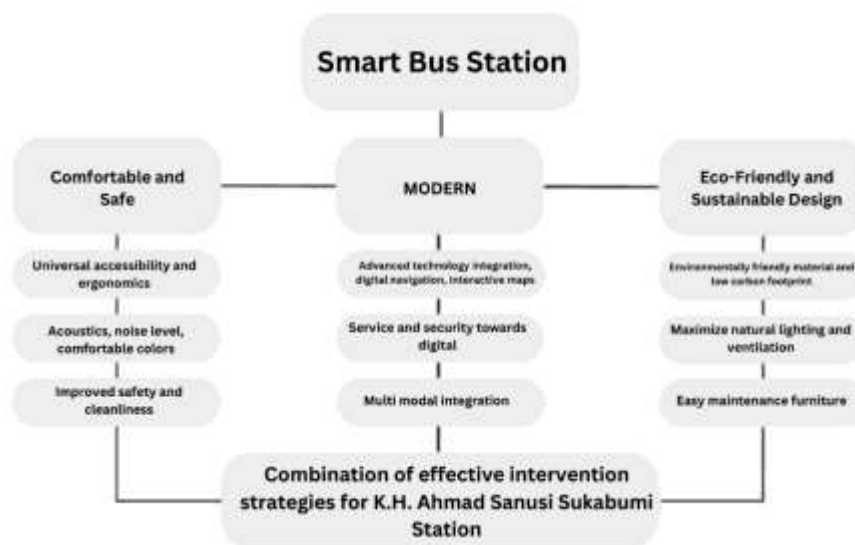 Smart Bus Station
Comfortable and
Safe
MODERN
Eco-Friendly and
Sustainable Design
Universal accessibility and
ergonomics
Advanced technology integration,
digital navigation, interactive maps
Environmentally friendly material and
low carbon footprint
Acoustics, noise level,
comfortable colors
Service and security towards
digital
Maximize natural lighting and
ventilation
Improved safety and
cleanliness
Multi modal integration
Easy maintenance furniture
Combination of effective intervention
strategies for K.H. Ahmad Sanusi Sukabumi
Station